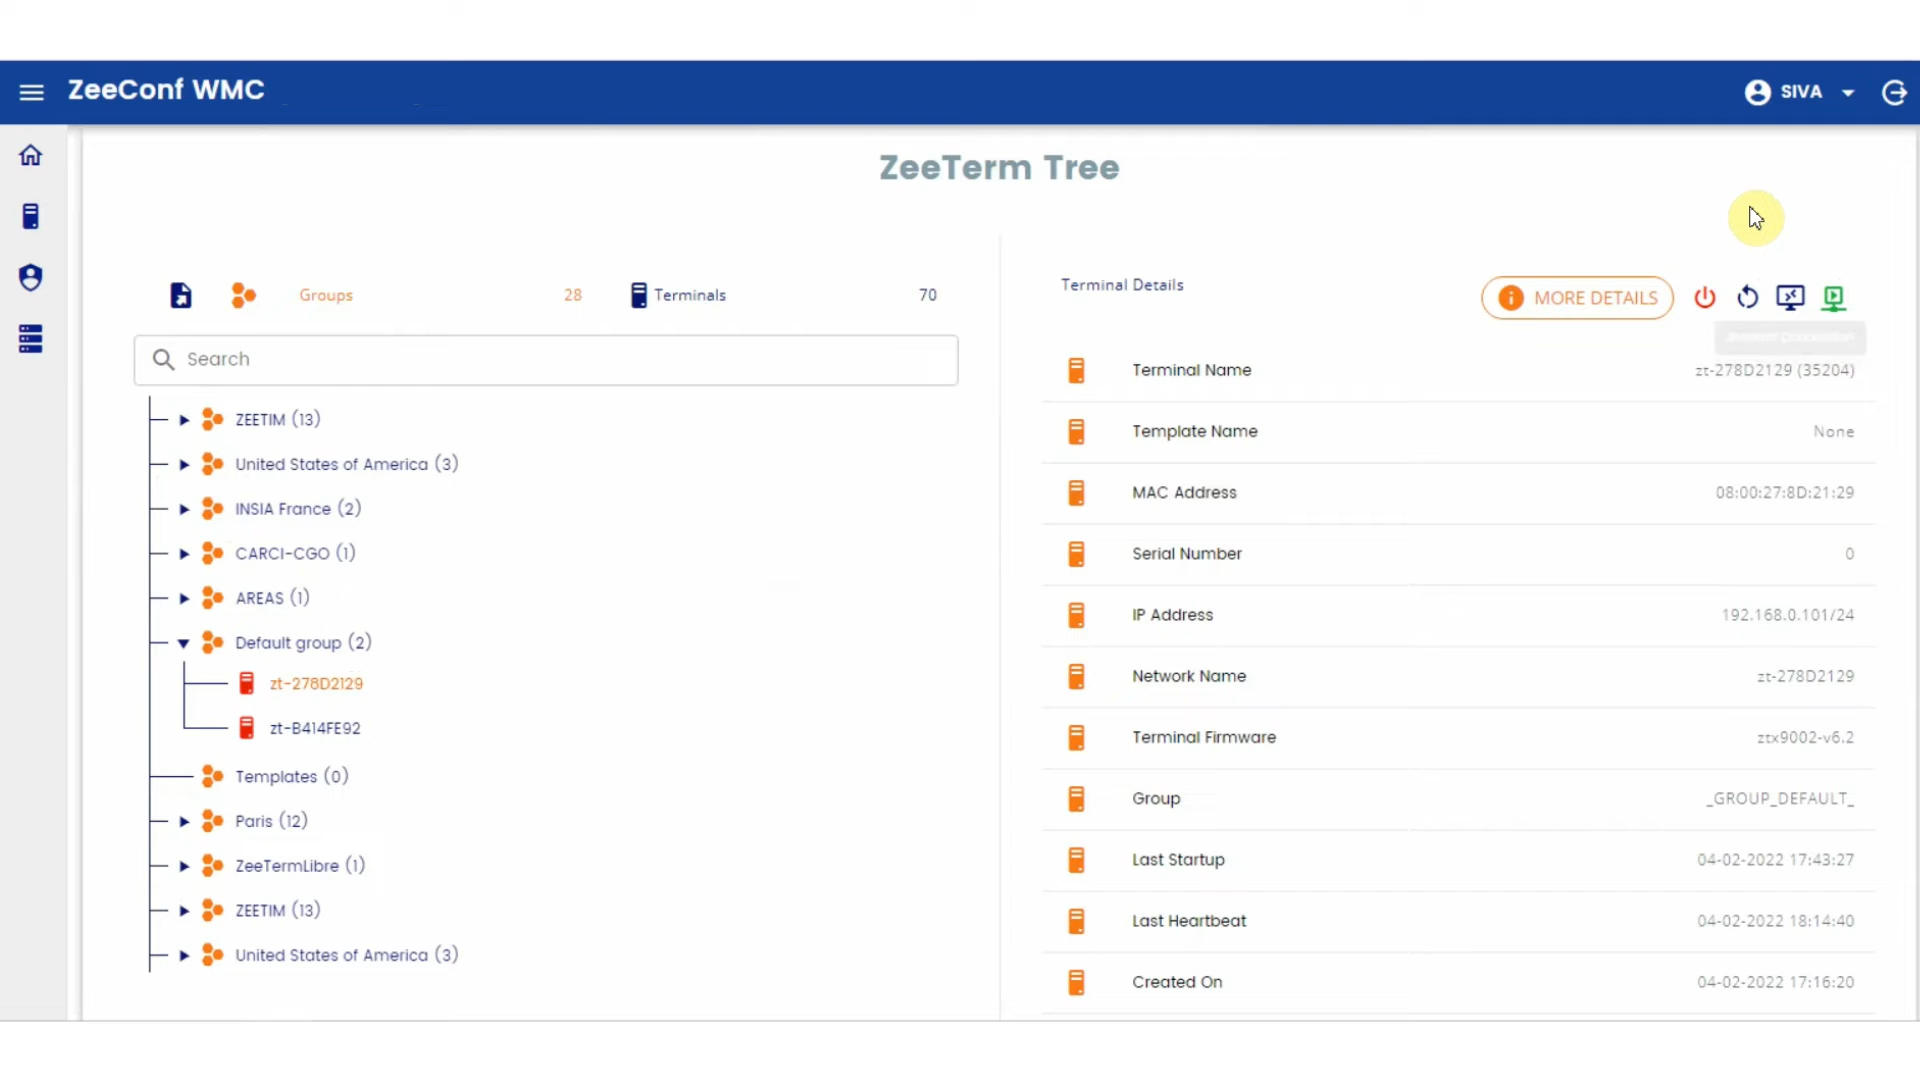 ZeeConf WMC
SIVA
ZeeTerm Tree
Groups 28 Terminals 70
Search
ZEETIM (13)
United States of America (3)
INSIA France (2)
CARCI-CGO (1)
AREAS (1)
Default group (2)
zt-278D2129
zt-B414FE92
Templates (0)
Paris (12)
ZeeTermLibre (1)
ZEETIM (13)
United States of America (3)
Terminal Details
MORE DETAILS
Terminal Name zt-278D2129 (35204)
Template Name None
MAC Address 08:00:27:8D:21:29
Serial Number 0
IP Address 192.168.0.101/24
Network Name zt-278D2129
Terminal Firmware ztx9002-v6.2
Group _GROUP_DEFAULT_
Last Startup 04-02-2022 17:43:27
Last Heartbeat 04-02-2022 18:14:40
Created On 04-02-2022 17:16:20